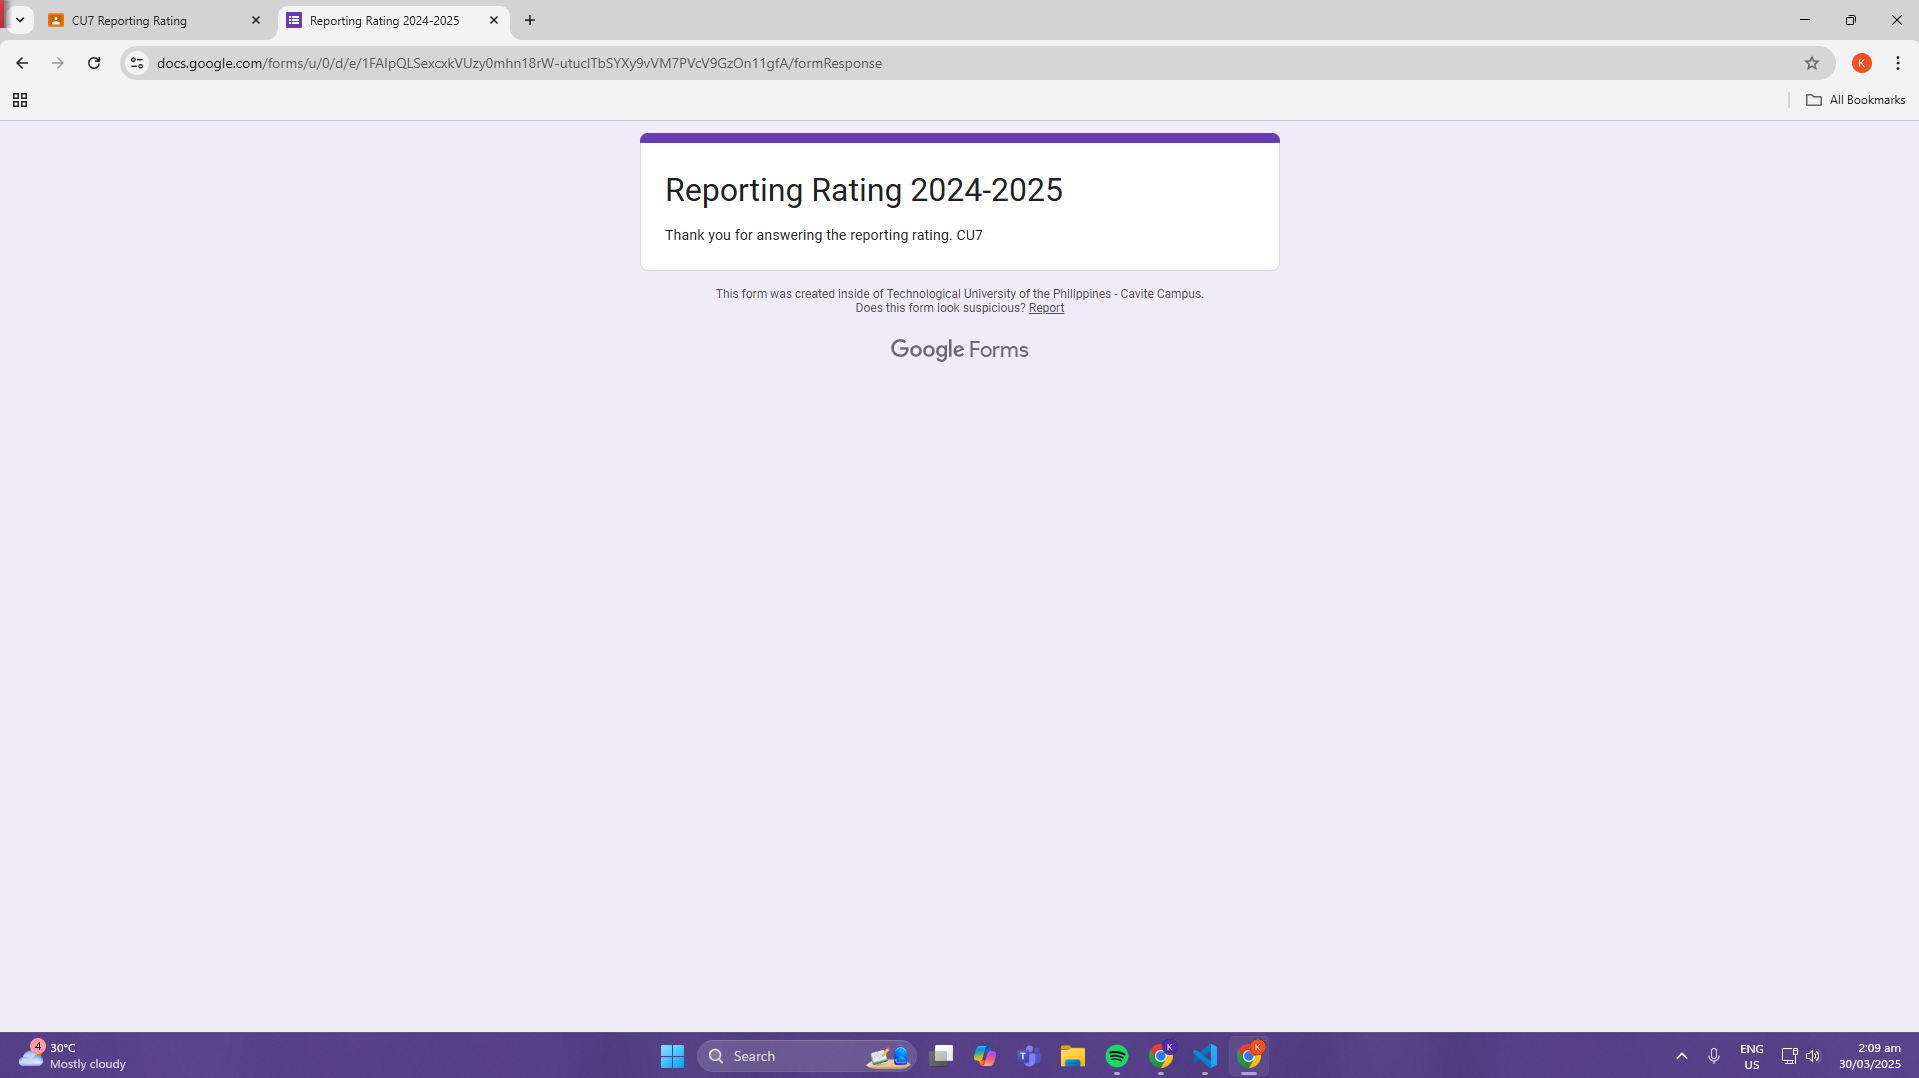 CU7 Reporting Rating
Reporting Rating 2024-2025
docs.google.com/forms/u/0/d/e/1FAIpQLSexcxkVUzy0mhn18rW-utuclTbSYXy9vVM7PVcV9GzOn11gfA/formResponse
K
All Bookmarks
Reporting Rating 2024-2025
Thank you for answering the reporting rating. CU7
This form was created inside of Technological University of the Philippines - Cavite Campus.
Does this form look suspicious? Report
Google Forms
4
30°C
Mostly cloudy
Search
K
K
ENG
US
2:09 am
30/03/2025